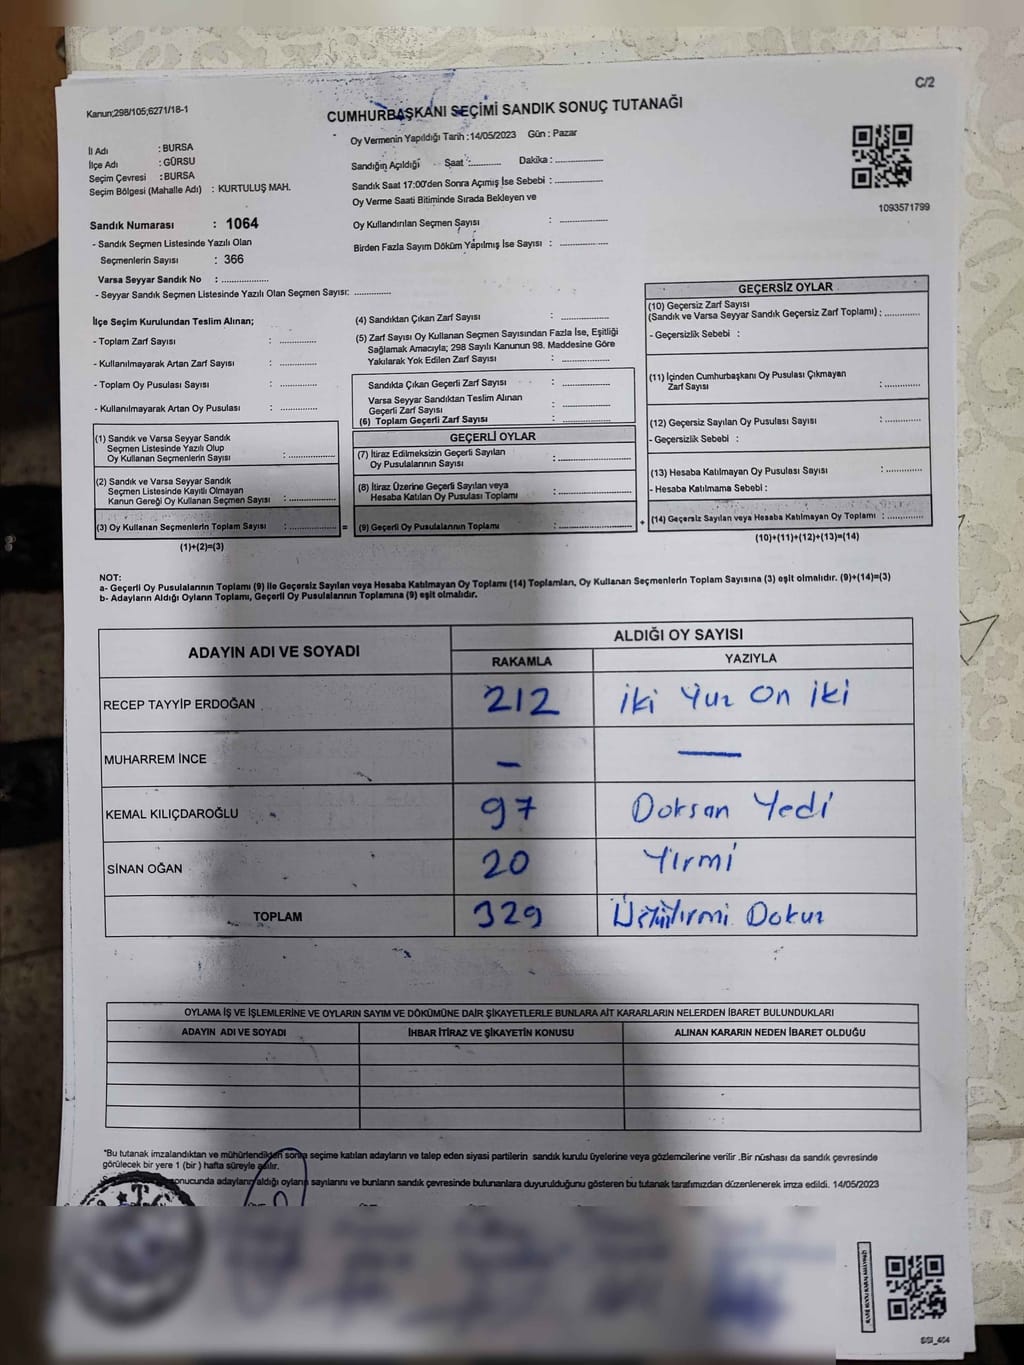 C/2
Kanun;298/105;6271/18-1
CUMHURBAŞKANI SEÇİMİ SANDIK SONUÇ TUTANAĞI
İl Adı : BURSA
İlçe Adı : GÜRSU
Seçim Çevresi : BURSA
Seçim Bölgesi (Mahalle Adı) : KURTULUŞ MAH.
Sandık Numarası : 1064
- Sandık Seçmen Listesinde Yazılı Olan
Seçmenlerin Sayısı : 366
Varsa Seyyar Sandık No : ..................
- Seyyar Sandık Seçmen Listesinde Yazılı Olan Seçmen Sayısı: ..............
Oy Vermenin Yapıldığı Tarih :14/05/2023 Gün : Pazar
Sandığın Açıldığı Saat :........... Dakika : ..................
Sandık Saat 17:00'den Sonra Açımış İse Sebebi : ..................
Oy Verme Saati Bitiminde Sırada Bekleyen ve
Oy Kullandırılan Seçmen Sayısı : ..................
Birden Fazla Sayım Döküm Yapılmış İse Sayısı : ..................
1093571799
İlçe Seçim Kurulundan Teslim Alınan;
- Toplam Zarf Sayısı : ..............
- Kullanılmayarak Artan Zarf Sayısı : ..............
- Toplam Oy Pusulası Sayısı : ..............
- Kullanılmayarak Artan Oy Pusulası : ..............
(1) Sandık ve Varsa Seyyar Sandık
Seçmen Listesinde Yazılı Olup
Oy Kullanan Seçmenlerin Sayısı : ..................
(2) Sandık ve Varsa Seyyar Sandık
Seçmen Listesinde Kayıtlı Olmayan
Kanun Gereği Oy Kullanan Seçmen Sayısı : ..................
(3) Oy Kullanan Seçmenlerin Toplam Sayısı : .................. =
(1)+(2)=(3)
(4) Sandıktan Çıkan Zarf Sayısı : ..................
(5) Zarf Sayısı Oy Kullanan Seçmen Sayısından Fazla İse, Eşitliği
Sağlamak Amacıyla; 298 Sayılı Kanunun 98. Maddesine Göre
Yakılarak Yok Edilen Zarf Sayısı : ..................
Sandıkta Çıkan Geçerli Zarf Sayısı : ..................
Varsa Seyyar Sandıktan Teslim Alınan
Geçerli Zarf Sayısı : ..................
(6) Toplam Geçerli Zarf Sayısı : ..................
GEÇERLİ OYLAR
(7) İtiraz Edilmeksizin Geçerli Sayılan
Oy Pusulalarının Sayısı : ..................
(8) İtiraz Üzerine Geçerli Sayılan veya
Hesaba Katılan Oy Pusulası Toplamı : ..................
(9) Geçerli Oy Pusulalarının Toplamı : .................. +
GEÇERSİZ OYLAR
(10) Geçersiz Zarf Sayısı
(Sandık ve Varsa Seyyar Sandık Geçersiz Zarf Toplamı) : ..............
- Geçersizlik Sebebi :
(11) İçinden Cumhurbaşkanı Oy Pusulası Çıkmayan
Zarf Sayısı : ..............
(12) Geçersiz Sayılan Oy Pusulası Sayısı : ..............
- Geçersizlik Sebebi :
(13) Hesaba Katılmayan Oy Pusulası Sayısı : ..............
- Hesaba Katılmama Sebebi :
(14) Geçersiz Sayılan veya Hesaba Katılmayan Oy Toplamı : ..............
(10)+(11)+(12)+(13)=(14)
NOT:
a- Geçerli Oy Pusulalarının Toplamı (9) ile Geçersiz Sayılan veya Hesaba Katılmayan Oy Toplamı (14) Toplamları, Oy Kullanan Seçmenlerin Toplam Sayısına (3) eşit olmalıdır. (9)+(14)=(3)
b- Adayların Aldığı Oyların Toplamı, Geçerli Oy Pusulalarının Toplamına (9) eşit olmalıdır.
ADAYIN ADI VE SOYADI
ALDIĞI OY SAYISI
RAKAMLA YAZIYLA
RECEP TAYYİP ERDOĞAN 212 İki Yuz On İki
MUHARREM İNCE – —
KEMAL KILIÇDAROĞLU 97 Doksan Yedi
SİNAN OĞAN 20 Yirmi
TOPLAM 329 Dokuz
OYLAMA İŞ VE İŞLEMLERİNE VE OYLARIN SAYIM VE DÖKÜMÜNE DAİR ŞİKAYETLERLE BUNLARA AİT KARARLARIN NELERDEN İBARET BULUNDUKLARI
ADAYIN ADI VE SOYADI İHBAR İTİRAZ VE ŞİKAYETİN KONUSU ALINAN KARARIN NEDEN İBARET OLDUĞU
*Bu tutanak imzalandıktan ve mühürlendikten sonra seçime katılan adayların ve talep eden siyasi partilerin sandık kurulu üyelerine veya gözlemcilerine verilir .Bir nüshası da sandık çevresinde
görülecek bir yere 1 (bir ) hafta süreyle asılır.
sonucunda adayların aldığı oyların sayılarını ve bunların sandık çevresinde bulunanlara duyurulduğunu gösteren bu tutanak tarafımızdan düzenlenerek imza edildi. 14/05/2023